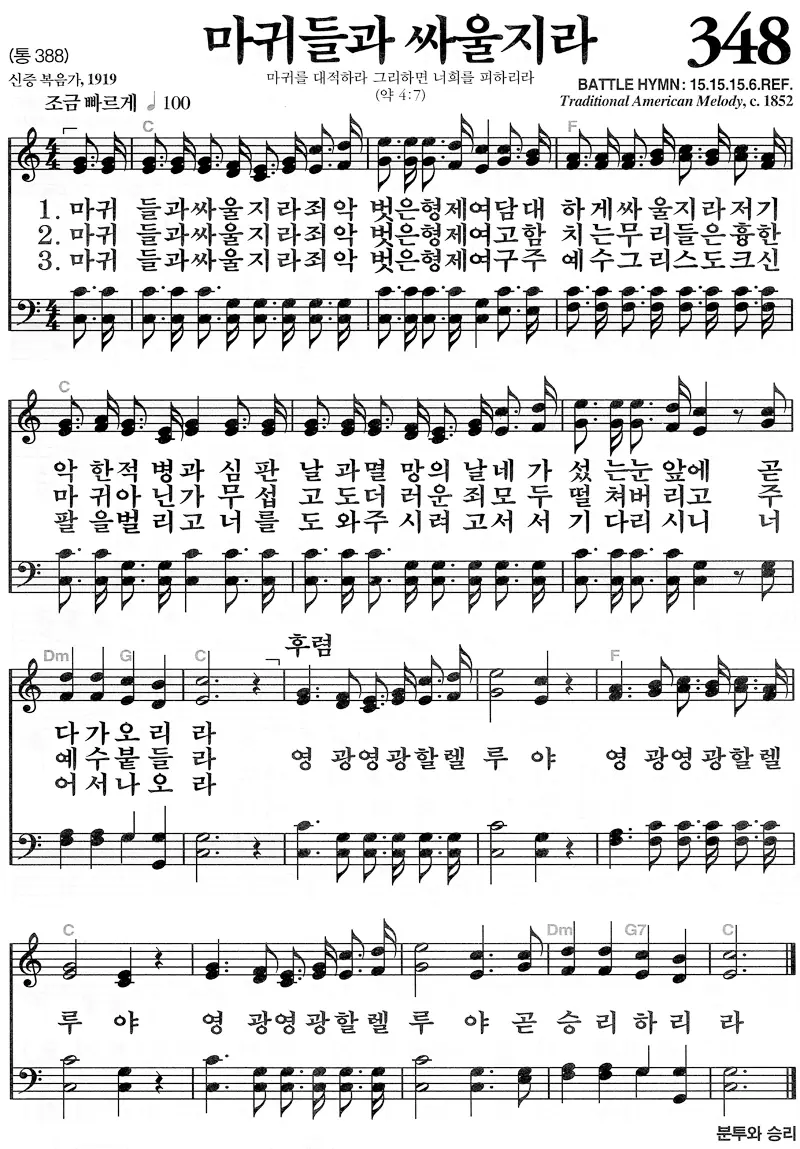 (통 388)
마귀들과 싸울지라
348
신증 복음가, 1919
마귀를 대적하라 그리하면 너희를 피하리라
(약 4:7)
BATTLE HYMN: 15.15.15.6.REF.
조금 빠르게 ♩100
Traditional American Melody, c. 1852
C F
1. 마귀 들과싸울지라죄악 벗은형제여담대 하게싸울지라저기
2. 마귀 들과싸울지라죄악 벗은형제여고함 치는무리들은흉한
3. 마귀 들과싸울지라죄악 벗은형제여구주 예수그리스도크신
C
악 한적병과 심판 날과멸망의날네가 섰는눈앞에 곧
마 귀아닌가 무섭 고도더러운죄모두 떨쳐버리고 주
팔 을벌리고 너를 도와주시려고서서 기다리시니 너
Dm G C F
후렴
다가오리라
예수붙들라 영 광영광할렐루야 영 광영광할렐
어서나오라
C Dm G7 C
루야 영 광영광할렐루 야곧승리하리라
분투와 승리